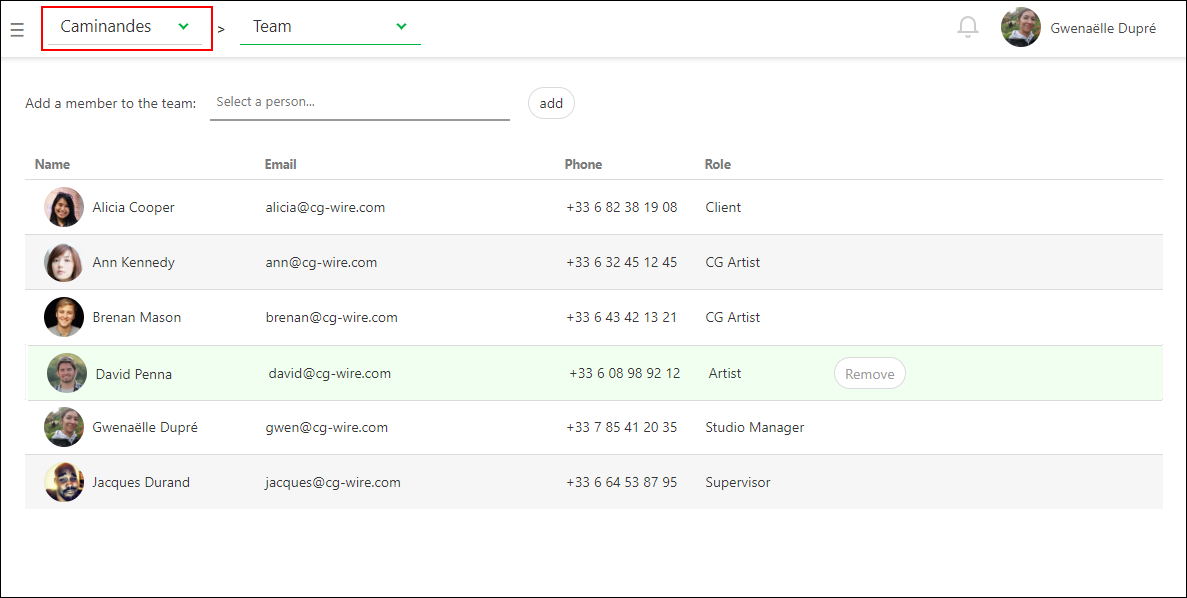 Caminandes > Team Gwenaëlle Dupré
Add a member to the team: Select a person... add
Name Email Phone Role
Alicia Cooper alicia@cg-wire.com +33 6 82 38 19 08 Client
Ann Kennedy ann@cg-wire.com +33 6 32 45 12 45 CG Artist
Brenan Mason brenan@cg-wire.com +33 6 43 42 13 21 CG Artist
David Penna david@cg-wire.com +33 6 08 98 92 12 Artist Remove
Gwenaëlle Dupré gwen@cg-wire.com +33 7 85 41 20 35 Studio Manager
Jacques Durand jacques@cg-wire.com +33 6 64 53 87 95 Supervisor